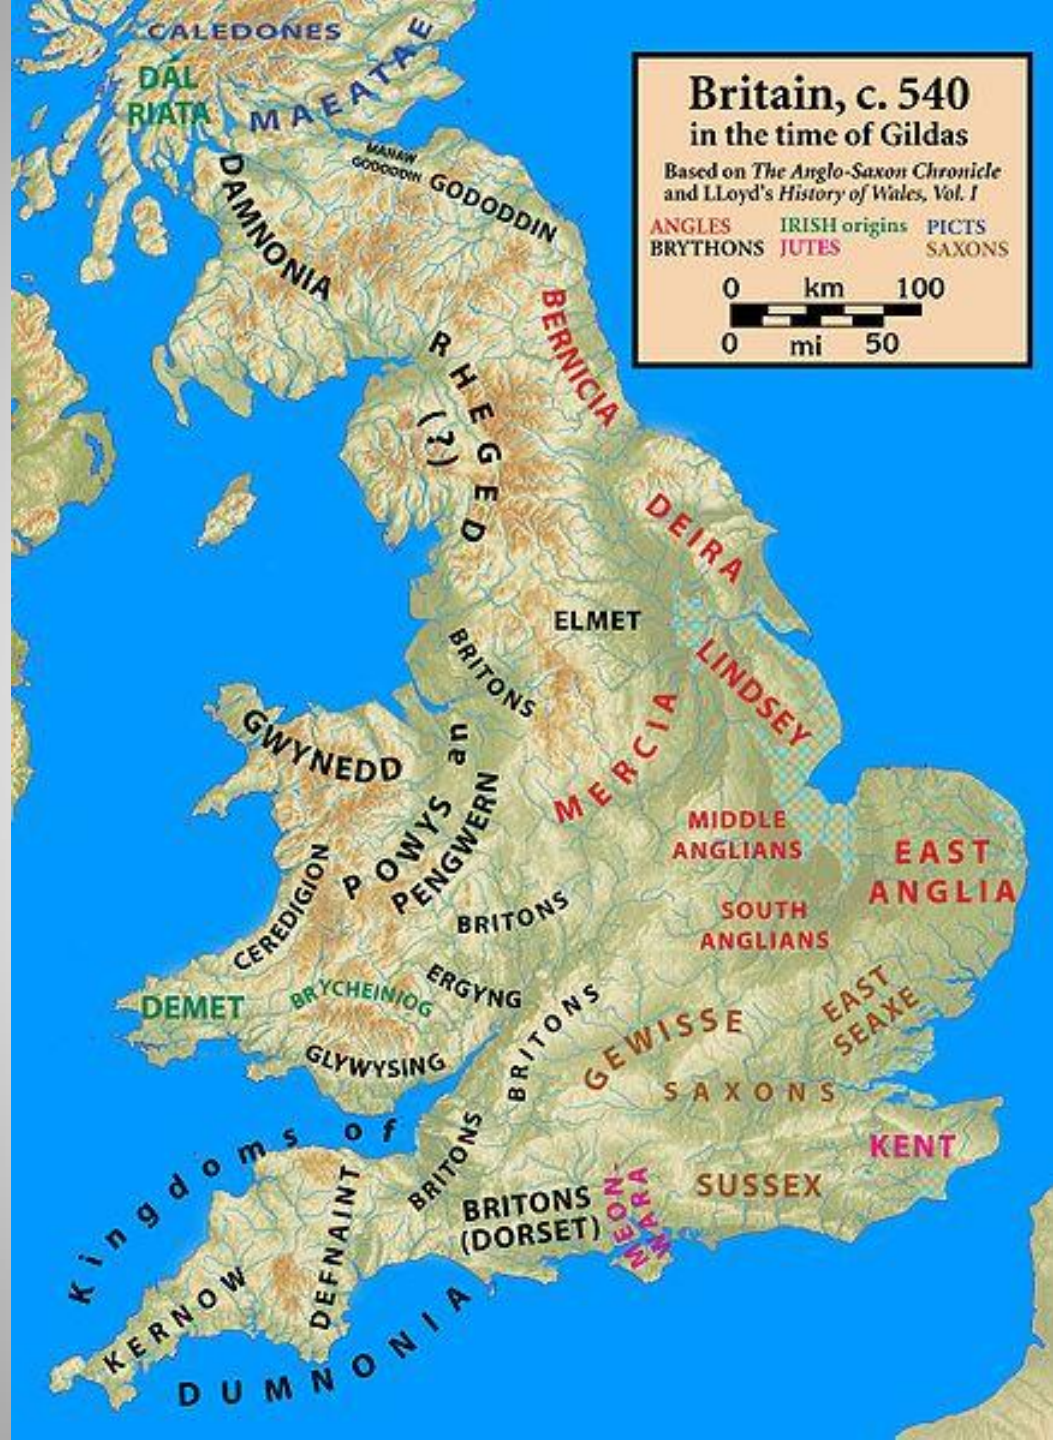 CALEDONES
DÁL
RIATA
MAEATAE
MANAW
GODODDIN
GODODDIN
DAMNONIA
Britain, c. 540
in the time of Gildas
Based on The Anglo-Saxon Chronicle
and LLoyd's History of Wales, Vol. I
ANGLES IRISH origins PICTS
BRYTHONS JUTES SAXONS
0 km 100
0 mi 50
BERNICIA
RHEGED
(?)
DEIRA
ELMET
BRITONS
LINDSEY
GWYNEDD
an
MERCIA
POWYS
PENGWERN
MIDDLE
ANGLIANS
EAST
ANGLIA
CEREDIGION
BRITONS
SOUTH
ANGLIANS
DEMET
BRYCHEINIOG
ERGYNG
BRITONS
EAST
SEAXE
GLYWYSING
GEWISSE
SAXONS
Kingdoms of
BRITONS
KENT
DEFNAINT
BRITONS
(DORSET)
MEON-
WARA
SUSSEX
KERNOW
DUMNONIA